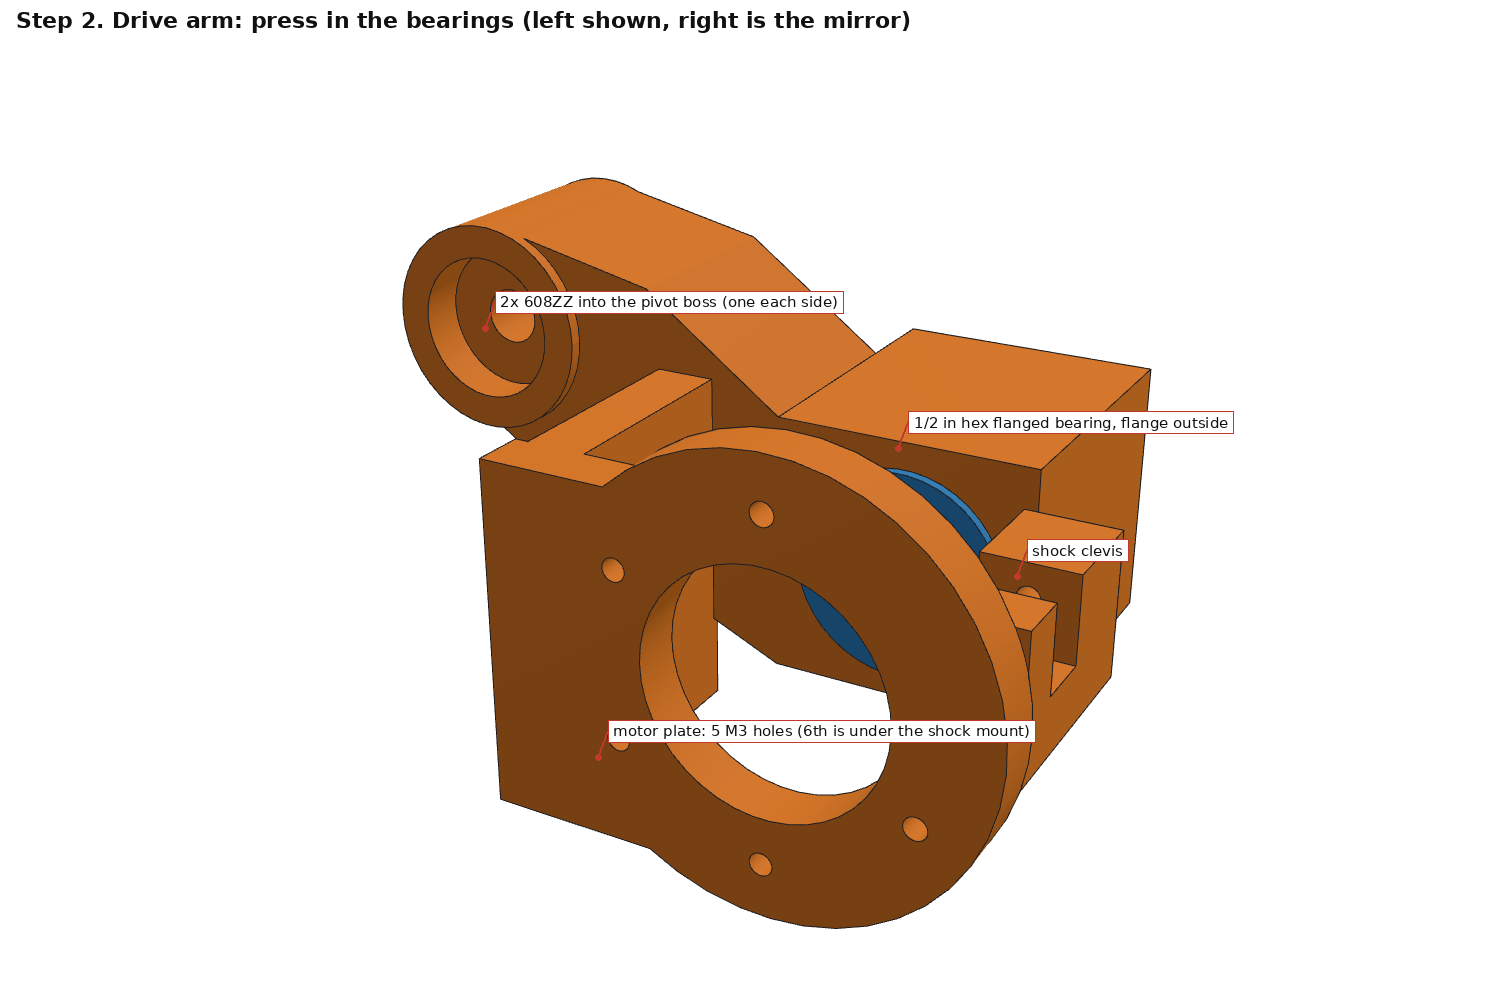 Step 2. Drive arm: press in the bearings (left shown, right is the mirror)
2x 608ZZ into the pivot boss (one each side)
1/2 in hex flanged bearing, flange outside
shock clevis
motor plate: 5 M3 holes (6th is under the shock mount)